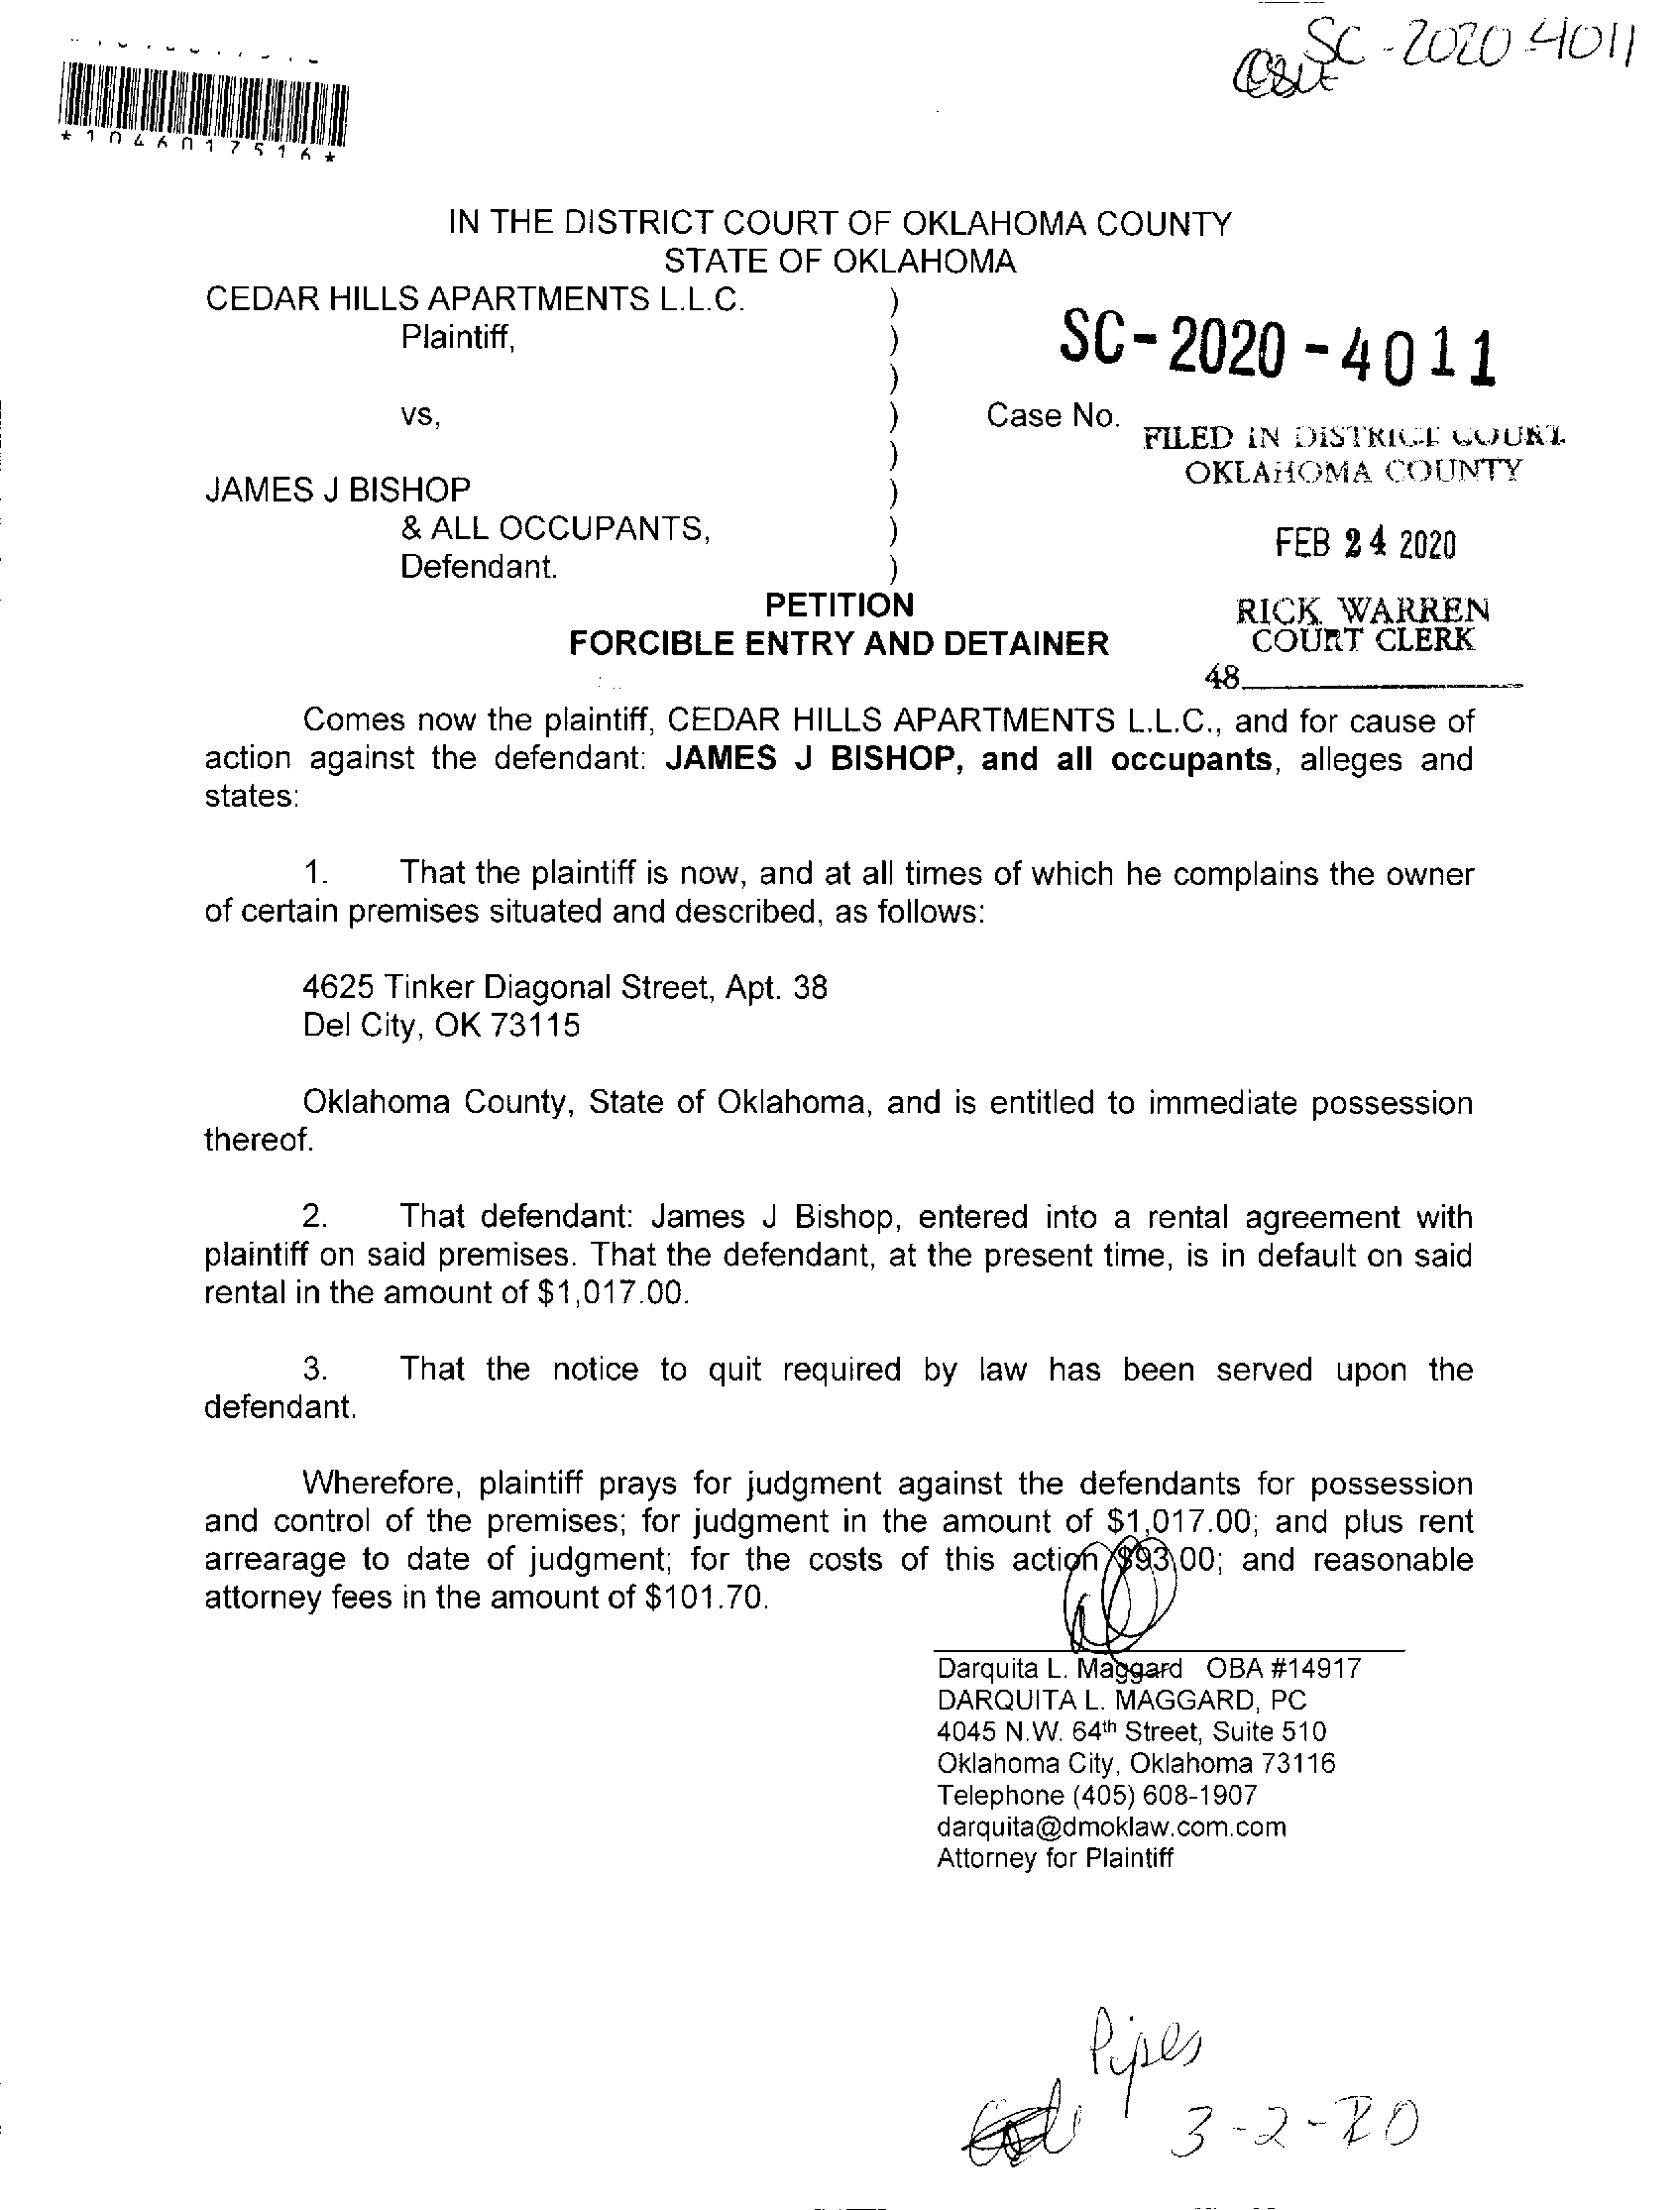 SC-2020-4011
*1046017516*
IN THE DISTRICT COURT OF OKLAHOMA COUNTY
STATE OF OKLAHOMA
CEDAR HILLS APARTMENTS L.L.C. )
Plaintiff, )
)
SC-2020-4011
vs, ) Case No.
FILED IN DISTRICT COURT
)
OKLAHOMA COUNTY
JAMES J BISHOP )
& ALL OCCUPANTS, )
FEB 24 2020
Defendant. )
PETITION
RICK WARREN
FORCIBLE ENTRY AND DETAINER
COURT CLERK
48
Comes now the plaintiff, CEDAR HILLS APARTMENTS L.L.C., and for cause of
action against the defendant: JAMES J BISHOP, and all occupants, alleges and
states:
1. That the plaintiff is now, and at all times of which he complains the owner
of certain premises situated and described, as follows:
4625 Tinker Diagonal Street, Apt. 38
Del City, OK 73115
Oklahoma County, State of Oklahoma, and is entitled to immediate possession
thereof.
2. That defendant: James J Bishop, entered into a rental agreement with
plaintiff on said premises. That the defendant, at the present time, is in default on said
rental in the amount of $1,017.00.
3. That the notice to quit required by law has been served upon the
defendant.
Wherefore, plaintiff prays for judgment against the defendants for possession
and control of the premises; for judgment in the amount of $1,017.00; and plus rent
arrearage to date of judgment; for the costs of this action $93.00; and reasonable
attorney fees in the amount of $101.70.
Darquita L. Maggard OBA #14917
DARQUITA L. MAGGARD, PC
4045 N.W. 64th Street, Suite 510
Oklahoma City, Oklahoma 73116
Telephone (405) 608-1907
darquita@dmoklaw.com.com
Attorney for Plaintiff
Pipes
3-2-20